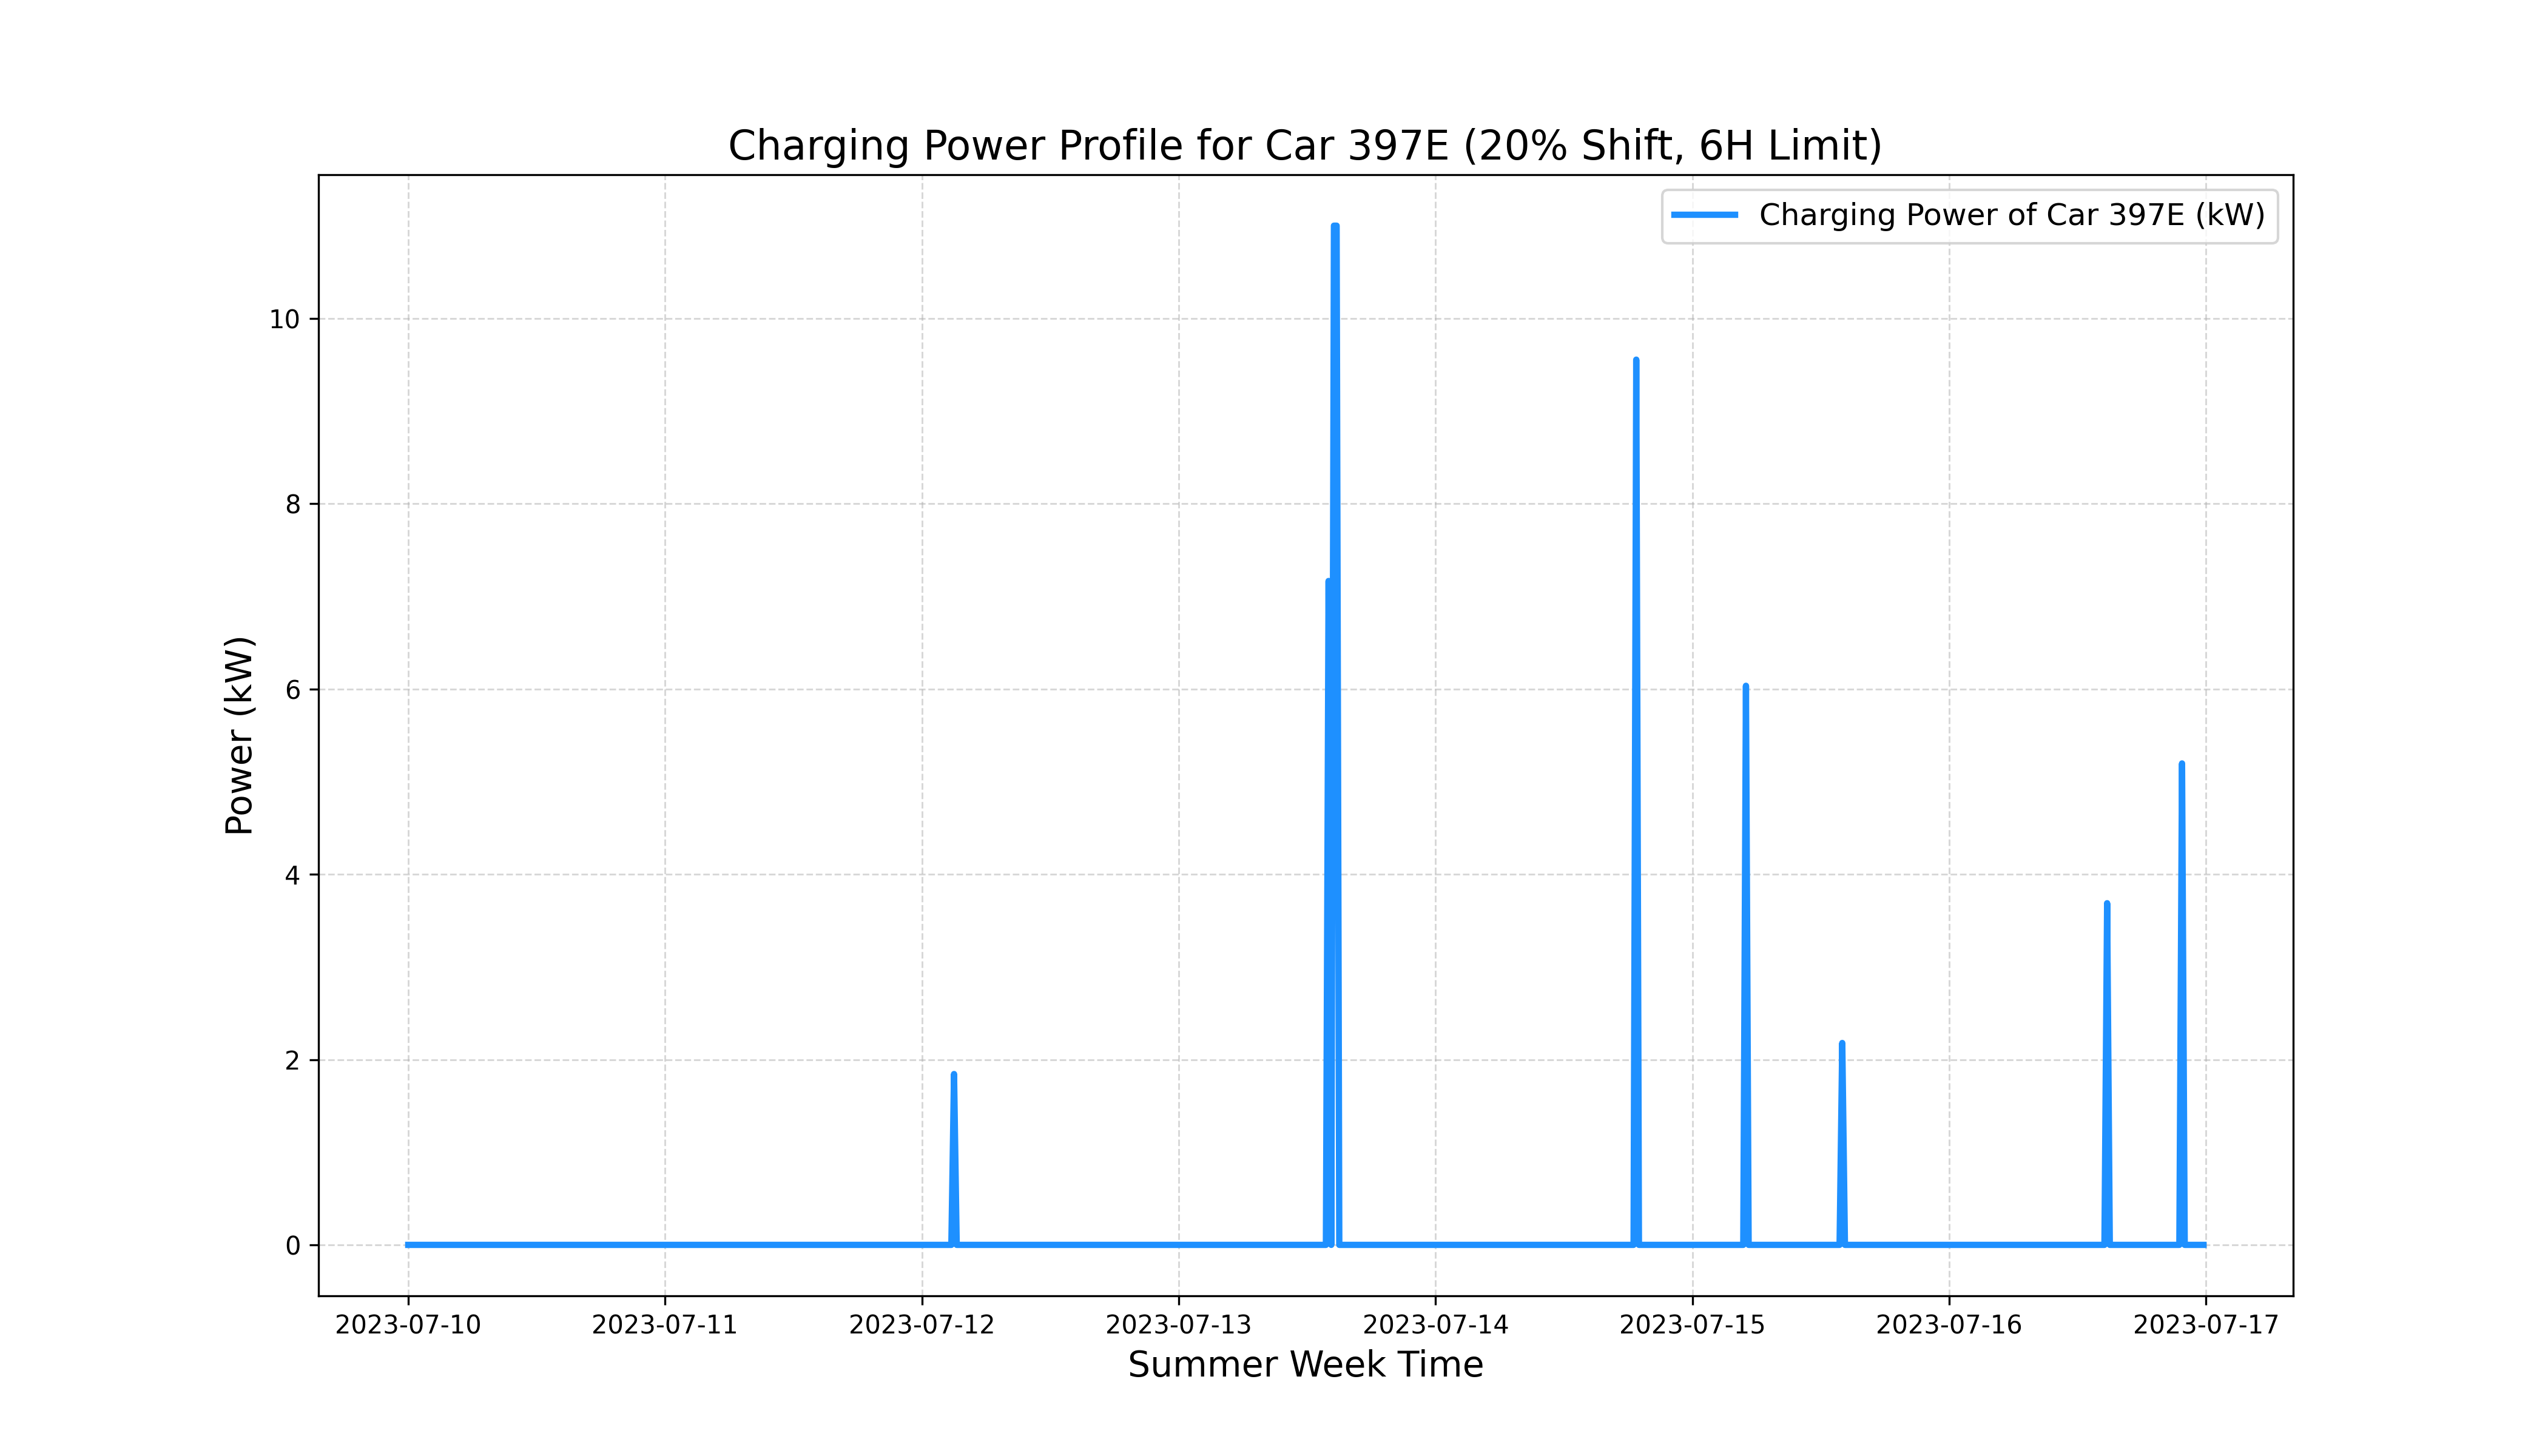 Charging Power Profile for Car 397E (20% Shift, 6H Limit)
Charging Power of Car 397E (kW)
Power (kW)
10
8
6
4
2
0
2023-07-10 2023-07-11 2023-07-12 2023-07-13 2023-07-14 2023-07-15 2023-07-16 2023-07-17
Summer Week Time